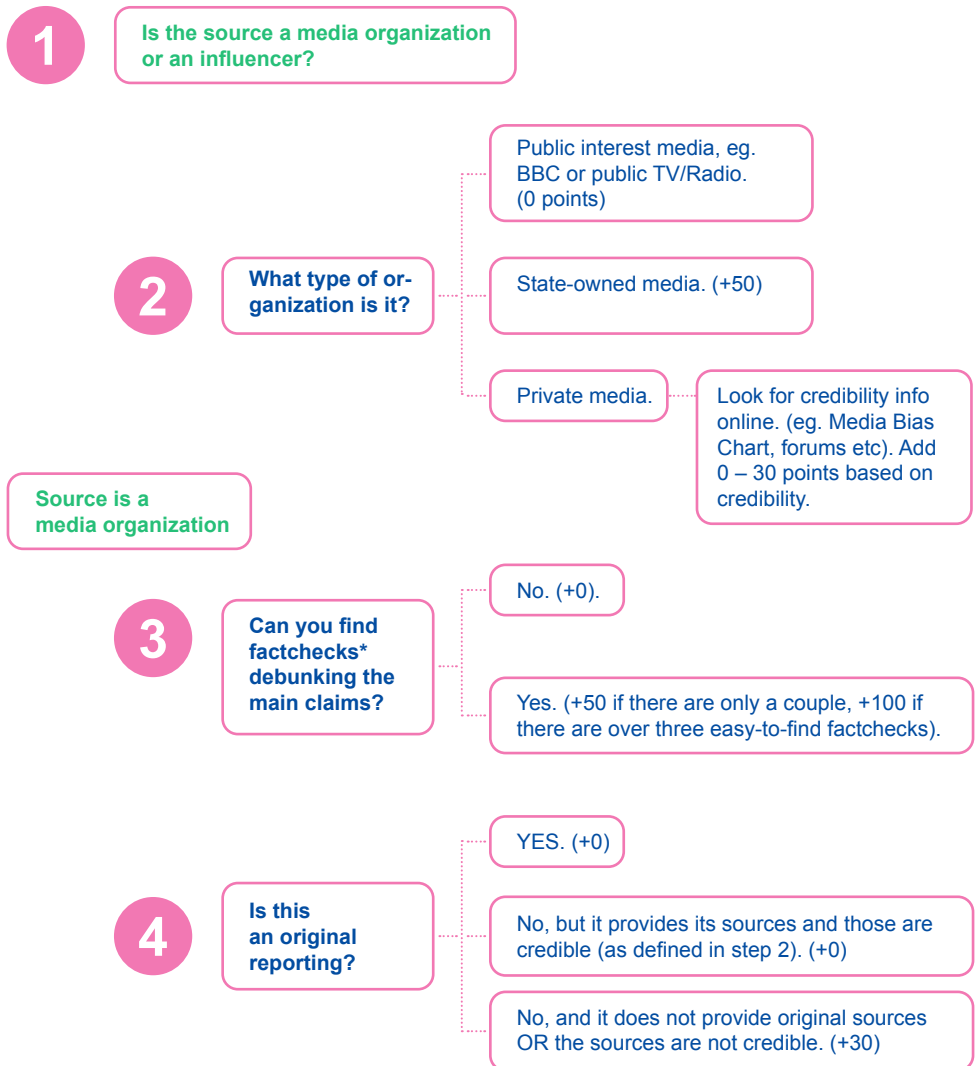 1
Is the source a media organization
or an influencer?
2
What type of or-
ganization is it?
Public interest media, eg.
BBC or public TV/Radio.
(0 points)
State-owned media. (+50)
Private media.
Look for credibility info
online. (eg. Media Bias
Chart, forums etc). Add
0 – 30 points based on
credibility.
Source is a
media organization
3
Can you find
factchecks*
debunking the
main claims?
No. (+0).
Yes. (+50 if there are only a couple, +100 if
there are over three easy-to-find factchecks).
4
Is this
an original
reporting?
YES. (+0)
No, but it provides its sources and those are
credible (as defined in step 2). (+0)
No, and it does not provide original sources
OR the sources are not credible. (+30)